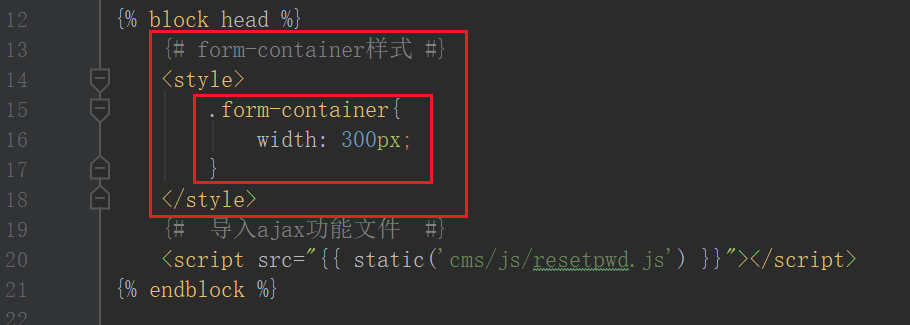 12 {% block head %}
13 {# form-container样式 #}
14 <style>
15 .form-container{
16 width: 300px;
17 }
18 </style>
19 {#  导入ajax功能文件  #}
20 <script src="{{ static('cms/js/resetpwd.js') }}"></script>
21 {% endblock %}
22